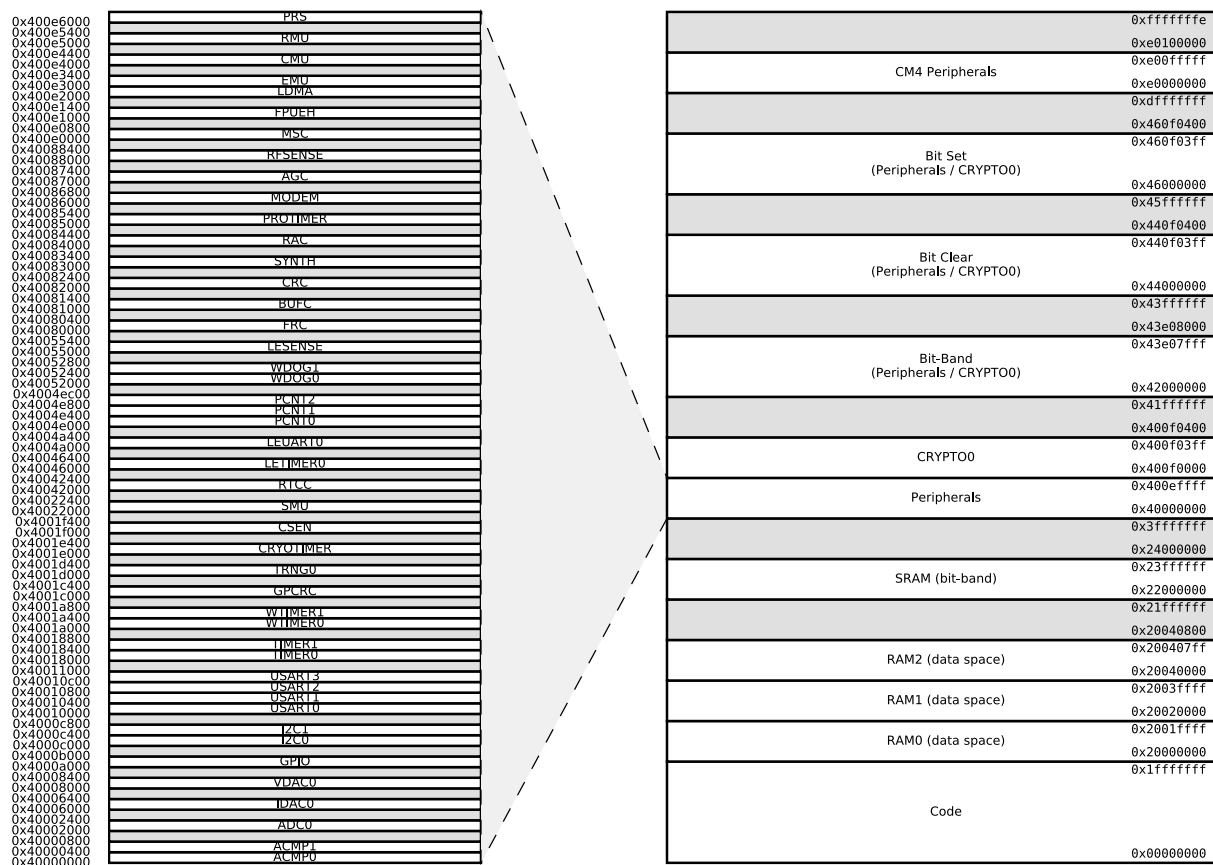 0x400e6000
0x400e5400
0x400e5000
0x400e4400
0x400e4000
0x400e3400
0x400e3000
0x400e2000
0x400e1400
0x400e1000
0x400e0800
0x400e0000
0x40088400
0x40088000
0x40087400
0x40087000
0x40086800
0x40086000
0x40085400
0x40085000
0x40084400
0x40084000
0x40083400
0x40083000
0x40082400
0x40082000
0x40081400
0x40081000
0x40080400
0x40080000
0x40055400
0x40055000
0x40052800
0x40052400
0x40052000
0x4004ec00
0x4004e800
0x4004e400
0x4004e000
0x4004a400
0x4004a000
0x40046400
0x40046000
0x40042400
0x40042000
0x40022400
0x40022000
0x4001f400
0x4001f000
0x4001e400
0x4001e000
0x4001d400
0x4001d000
0x4001c400
0x4001c000
0x4001a800
0x4001a400
0x4001a000
0x40018800
0x40018400
0x40018000
0x40011000
0x40010c00
0x40010800
0x40010400
0x40010000
0x4000c800
0x4000c400
0x4000c000
0x4000b000
0x4000a000
0x40008400
0x40008000
0x40006400
0x40006000
0x40002400
0x40002000
0x40000800
0x40000400
0x40000000
PRS
RMU
CMU
EMU
LDMA
FPUEH
MSC
RFSENSE
AGC
MODEM
PROTIMER
RAC
SYNTH
CRC
BUFC
FRC
LESENSE
WDOG1
WDOG0
PCNT2
PCNT1
PCNT0
LEUART0
LETIMER0
RTCC
SMU
CSEN
CRYOTIMER
TRNG0
GPCRC
WTIMER1
WTIMER0
TIMER1
TIMER0
USART3
USART2
USART1
USART0
I2C1
I2C0
GPIO
VDAC0
IDAC0
ADC0
ACMP1
ACMP0
0xfffffffe
0xe0100000
0xe00fffff
CM4 Peripherals
0xe0000000
0xdfffffff
0x460f0400
0x460f03ff
Bit Set
(Peripherals / CRYPTO0)
0x46000000
0x45ffffff
0x440f0400
0x440f03ff
Bit Clear
(Peripherals / CRYPTO0)
0x44000000
0x43ffffff
0x43e08000
0x43e07fff
Bit-Band
(Peripherals / CRYPTO0)
0x42000000
0x41ffffff
0x400f0400
0x400f03ff
CRYPTO0
0x400f0000
0x400effff
Peripherals
0x40000000
0x3fffffff
0x24000000
0x23ffffff
SRAM (bit-band)
0x22000000
0x21ffffff
0x20040800
0x200407ff
RAM2 (data space)
0x20040000
0x2003ffff
RAM1 (data space)
0x20020000
0x2001ffff
RAM0 (data space)
0x20000000
0x1fffffff
Code
0x00000000